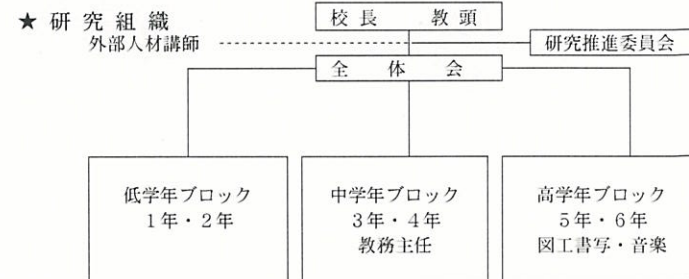 ★ 研究組織
校長 教頭
外部人材講師
研究推進委員会
全体会
低学年ブロック
1年・2年
中学年ブロック
3年・4年
教務主任
高学年ブロック
5年・6年
図工書写・音楽